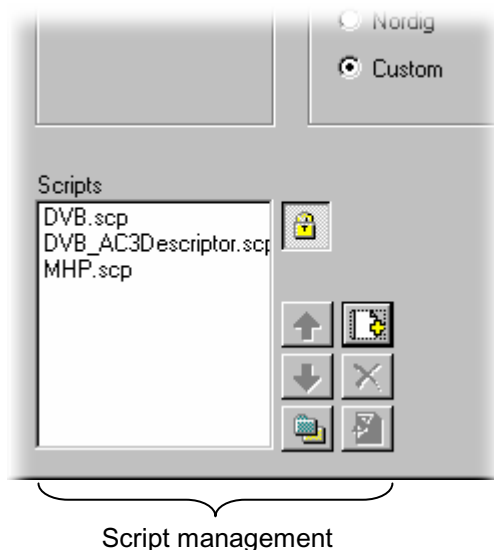 Nordig
Custom
Scripts
DVB.scp
DVB_AC3Descriptor.scp
MHP.scp
Script management